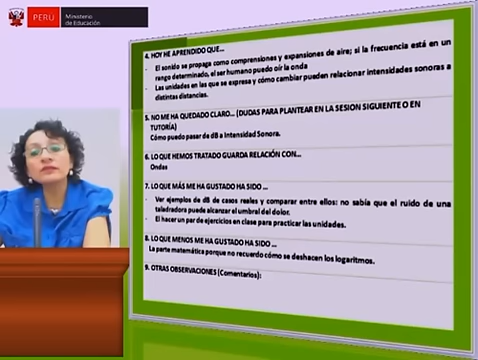 PERÚ
Ministerio
de Educación
4. HOY HE APRENDIDO QUE...
- El sonido se propaga como comprensiones y expansiones de aire; si la frecuencia está en un
rango determinado, el ser humano puedo oír la onda
- Las unidades en las que se expresa y cómo cambiar pueden relacionar intensidades sonoras a
distintas distancias.
5. NO ME HA QUEDADO CLARO... (DUDAS PARA PLANTEAR EN LA SESION SIGUIENTE O EN
TUTORÍA)
Cómo puedo pasar de dB a Intensidad Sonora.
6. LO QUE HEMOS TRATADO GUARDA RELACIÓN CON...
Ondas
7. LO QUE MÁS ME HA GUSTADO HA SIDO ...
- Ver ejemplos de dB de casos reales y comparar entre ellos: no sabía que el ruido de una
taledradora puede alcanzar el umbral del dolor.
- El hacer un par de ejercicios en clase para practicar las unidades.
8. LO QUE MENOS ME HA GUSTADO HA SIDO ...
La parte matemática porque no recuerdo cómo se deshacen los logaritmos.
9. OTRAS OBSERVACIONES (Comentarios):